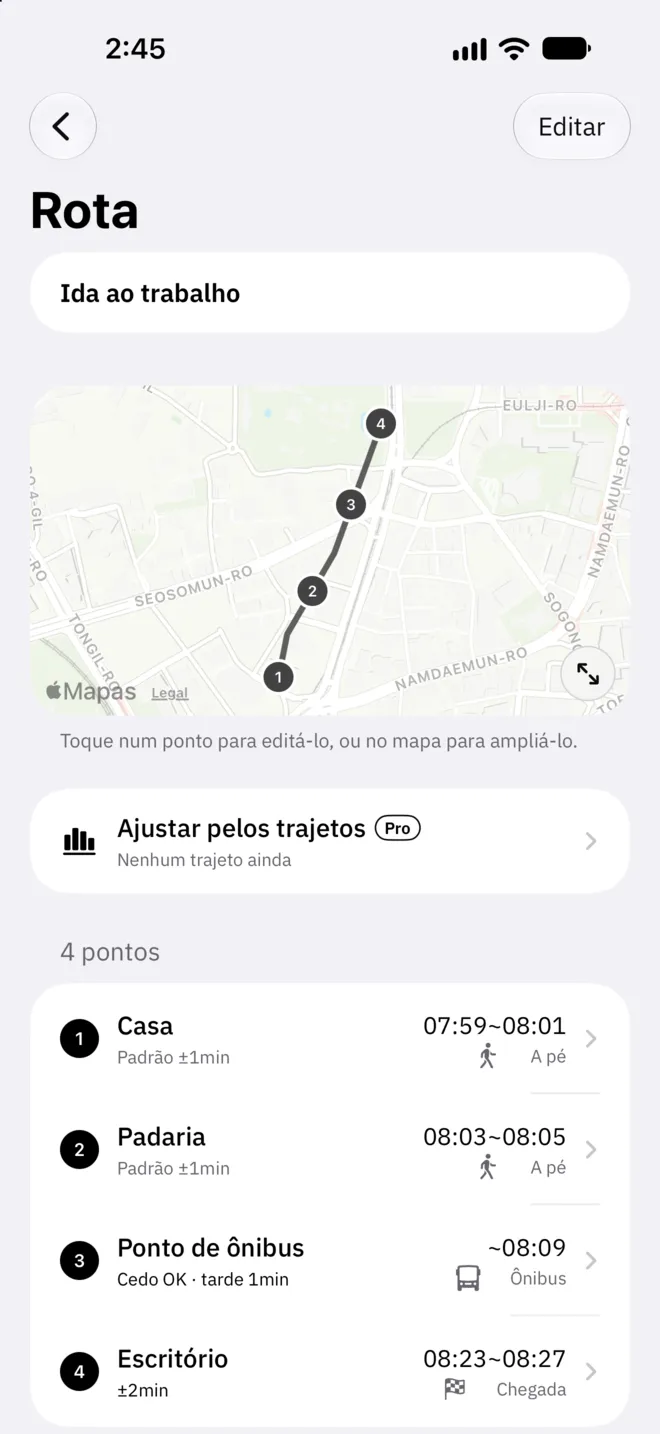 2:45
Editar
Rota
Ida ao trabalho
EULJI-RO
NAMDAEMUN-RO
4
3
SEOSOMUN-RO
2
TONGIL-RO
1
NAMDAEMUN-RO
Mapas
Legal
Toque num ponto para editá-lo, ou no mapa para ampliá-lo.
Ajustar pelos trajetos Pro
Nenhum trajeto ainda
4 pontos
1 Casa 07:59~08:01
Padrão ±1min A pé
2 Padaria 08:03~08:05
Padrão ±1min A pé
3 Ponto de ônibus ~08:09
Cedo OK · tarde 1min Ônibus
4 Escritório 08:23~08:27
±2min Chegada